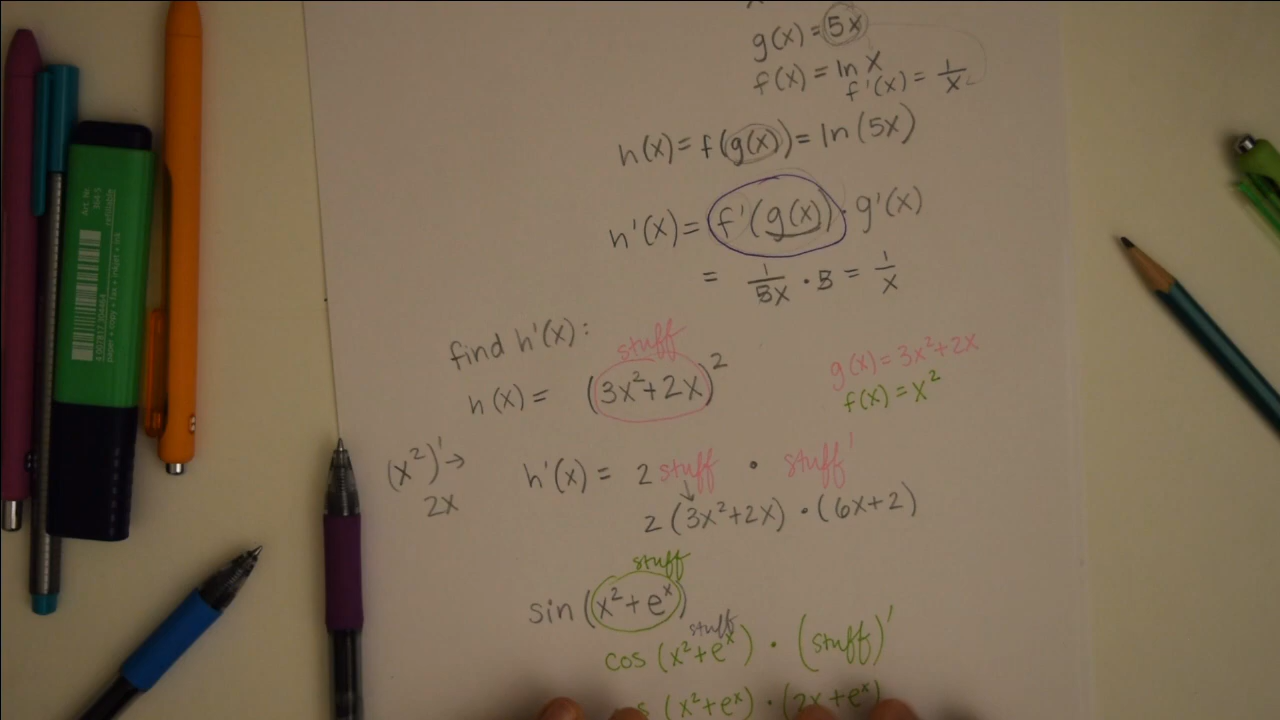 g(x) = 5x
f(x) = ln x
f'(x) = 1/x
h(x) = f(g(x)) = ln(5x)
h'(x) = f'(g(x)) · g'(x)
= 1/5x · 5 = 1/x
find h'(x):
stuff
h(x) = (3x²+2x)²
g(x) = 3x²+2x
f(x) = x²
(x²)' → 2x
h'(x) = 2 stuff · stuff'
2(3x²+2x) · (6x+2)
stuff
sin(x²+eˣ)
stuff
cos(x²+eˣ) · (stuff)'
(x²+eˣ) · (2x+eˣ)